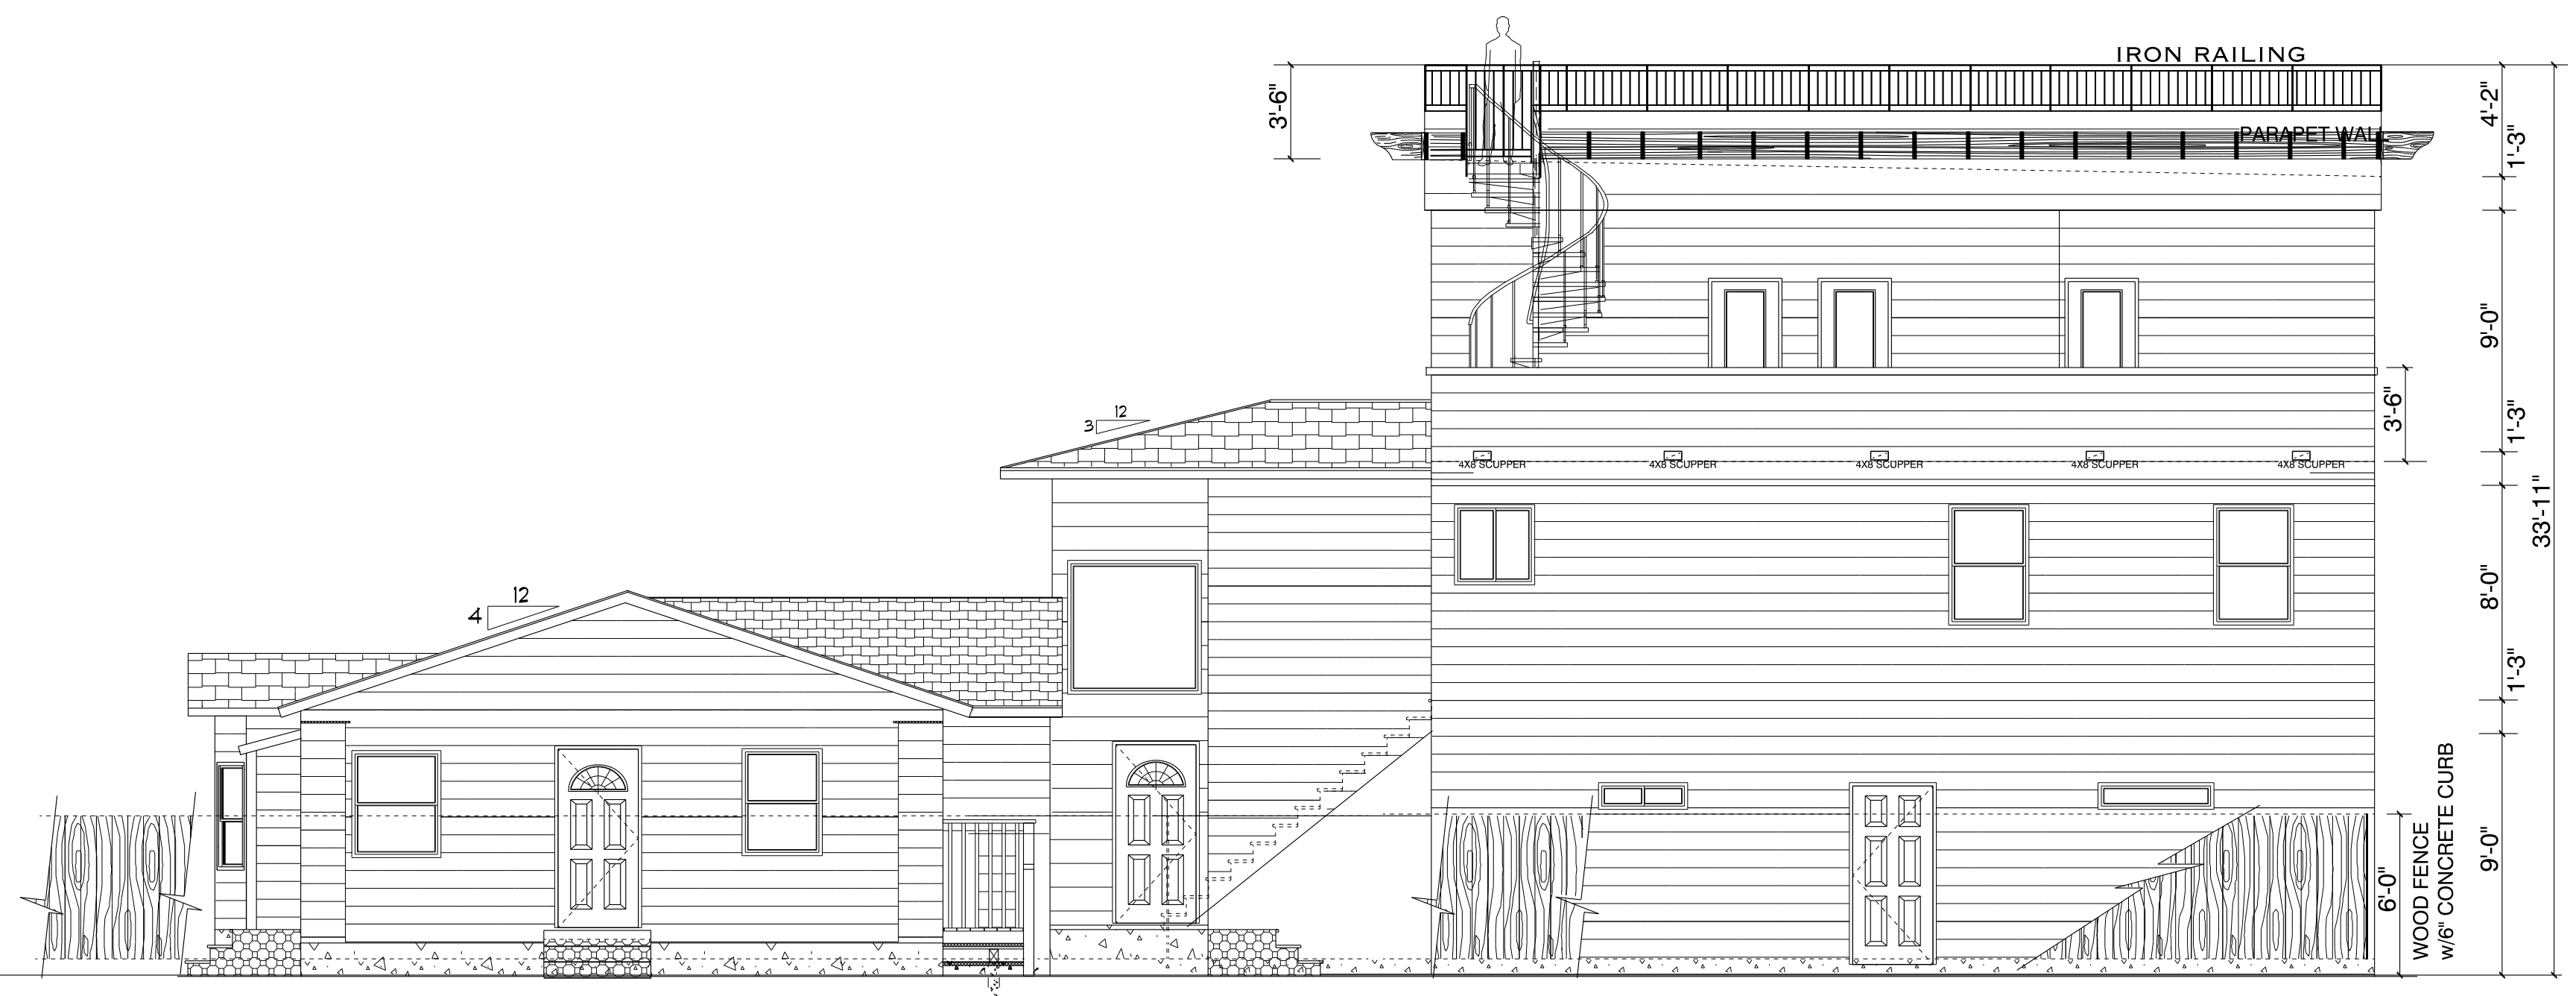 IRON RAILING
3'-6"
4'-2"
PARAPET WALL
1'-3"
9'-0"
3'-6"
12
3
1'-3"
4X8 SCUPPER
4X8 SCUPPER
4X8 SCUPPER
4X8 SCUPPER
4X8 SCUPPER
33'-11"
12
4
8'-0"
1'-3"
9'-0"
6'-0"
WOOD FENCE
w/6" CONCRETE CURB